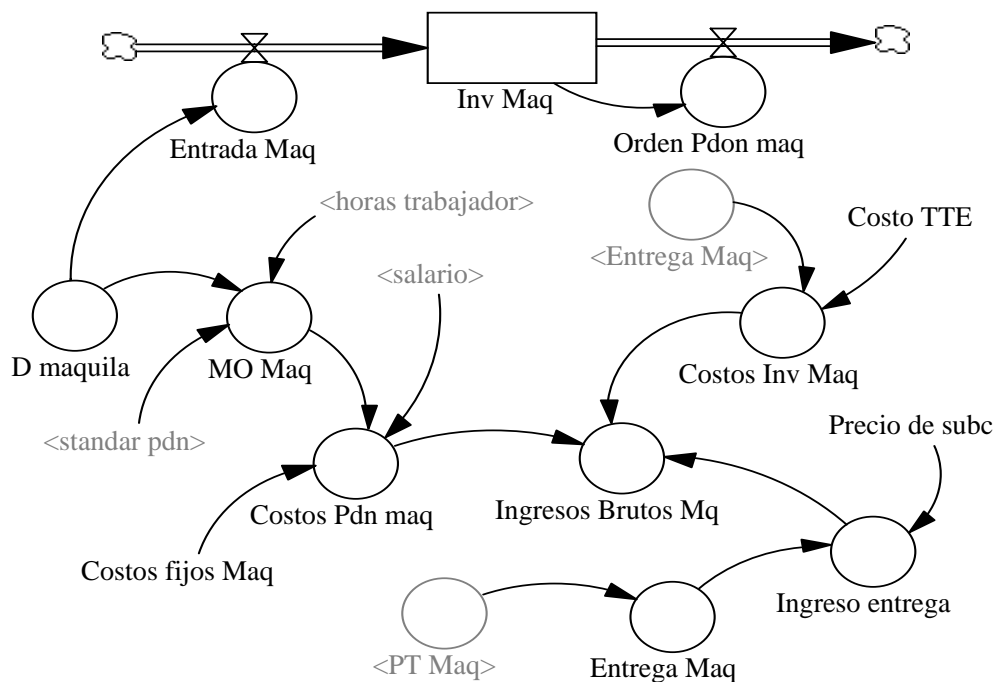 Inv Maq
Entrada Maq
Orden Pdon maq
<horas trabajador>
Costo TTE
<Entrega Maq>
<salario>
D maquila
MO Maq
Costos Inv Maq
<standar pdn>
Precio de subc
Costos Pdn maq
Ingresos Brutos Mq
Costos fijos Maq
Ingreso entrega
<PT Maq>
Entrega Maq